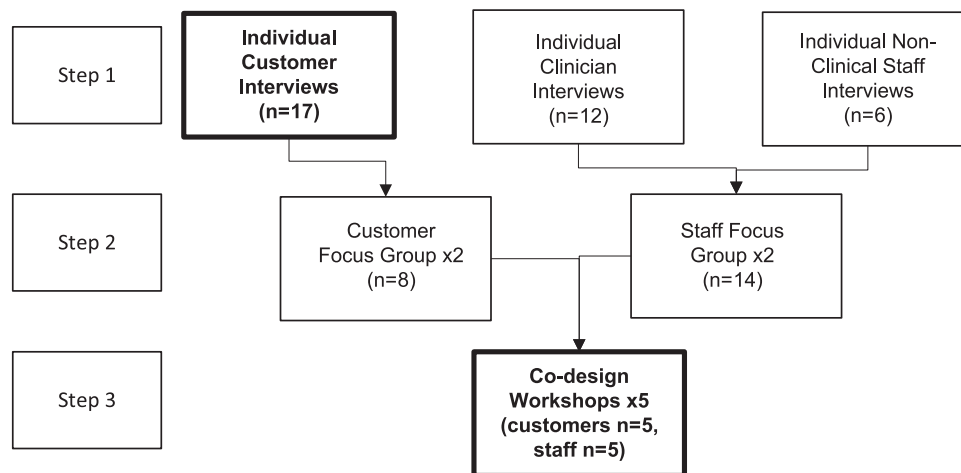 Step 1
Individual
Customer
Interviews
(n=17)
Individual
Clinician
Interviews
(n=12)
Individual Non-
Clinical Staff
Interviews
(n=6)
Step 2
Customer
Focus Group x2
(n=8)
Staff Focus
Group x2
(n=14)
Step 3
Co-design
Workshops x5
(customers n=5,
staff n=5)